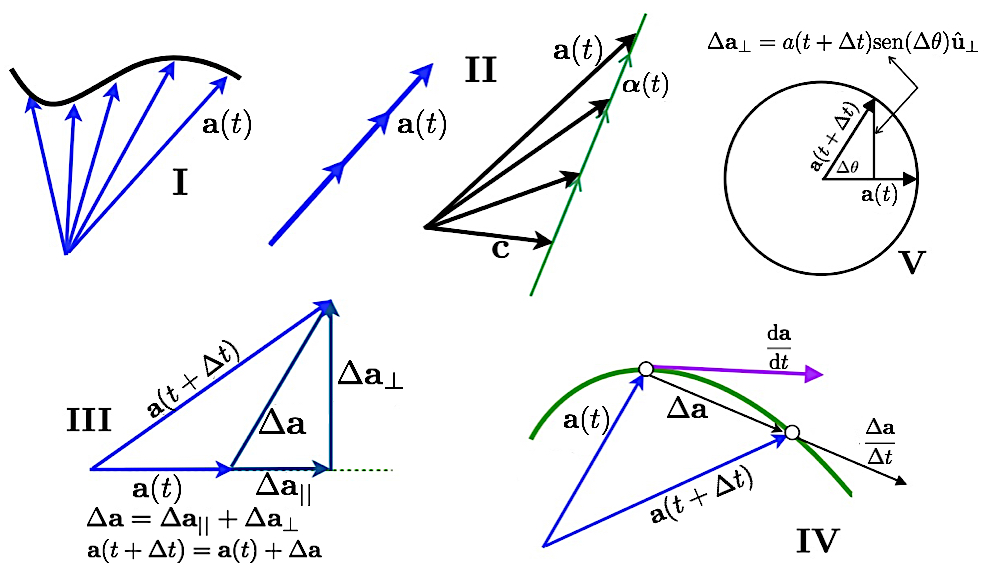 a(t)
I
a(t)
II
a(t)
α(t)
c
Δa⊥ = a(t + Δt)sen(Δθ)û⊥
a(t + Δt)
Δθ
a(t)
V
III
a(t + Δt)
Δa
Δa⊥
a(t)
Δa||
Δa = Δa|| + Δa⊥
a(t + Δt) = a(t) + Δa
da
dt
a(t)
Δa
Δa
Δt
a(t + Δt)
IV